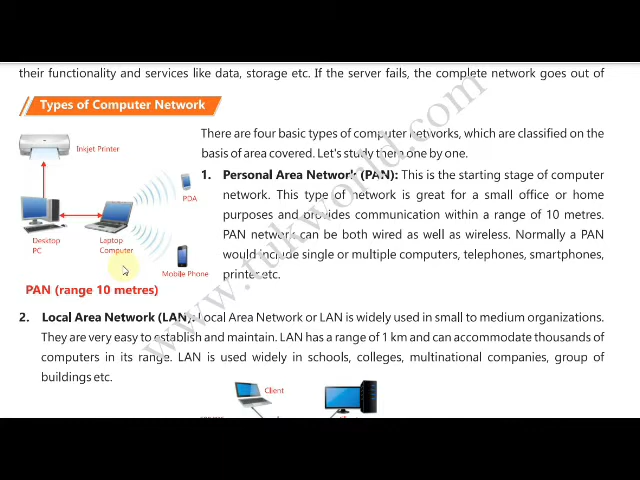 their functionality and services like data, storage etc. If the server fails, the complete network goes out of
Types of Computer Network
Inkjet Printer
PDA
Desktop
PC
Laptop
Computer
Mobile Phone
PAN (range 10 metres)
There are four basic types of computer networks, which are classified on the
basis of area covered. Let's study them one by one.
1. Personal Area Network (PAN): This is the starting stage of computer
network. This type of network is great for a small office or home
purposes and provides communication within a range of 10 metres.
PAN network can be both wired as well as wireless. Normally a PAN
would include single or multiple computers, telephones, smartphones,
printer etc.
2. Local Area Network (LAN): Local Area Network or LAN is widely used in small to medium organizations.
They are very easy to establish and maintain. LAN has a range of 1 km and can accommodate thousands of
computers in its range. LAN is used widely in schools, colleges, multinational companies, group of
buildings etc.
Client
www.tukworld.com